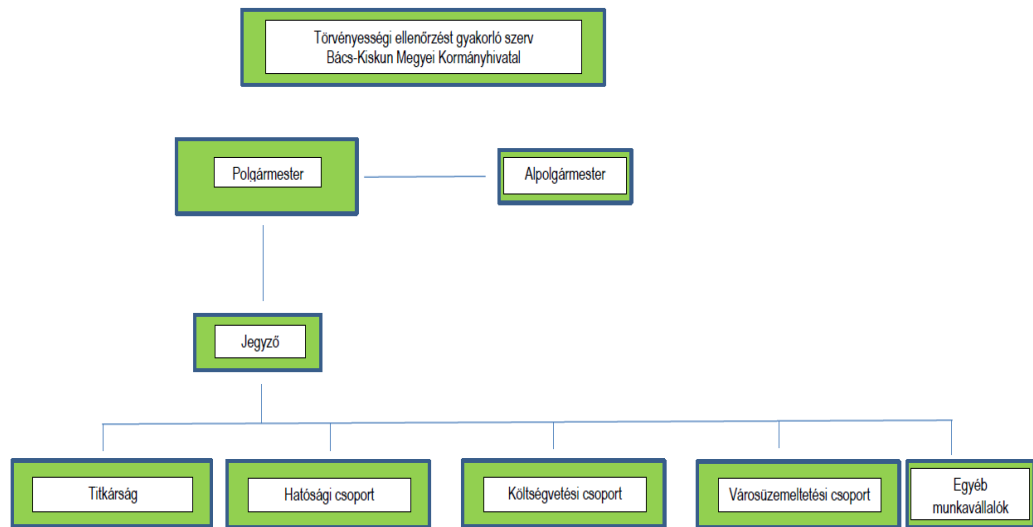 Törvényességi ellenőrzést gyakorló szerv
Bács-Kiskun Megyei Kormányhivatal
Polgármester
Alpolgármester
Jegyző
Titkárság
Hatósági csoport
Költségvetési csoport
Városüzemeltetési csoport
Egyéb
munkavállalók